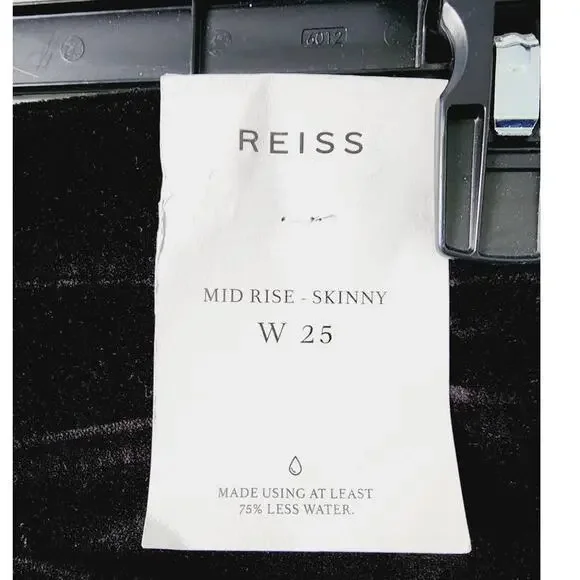 6012
REISS
MID RISE - SKINNY
W 25
MADE USING AT LEAST
75% LESS WATER.